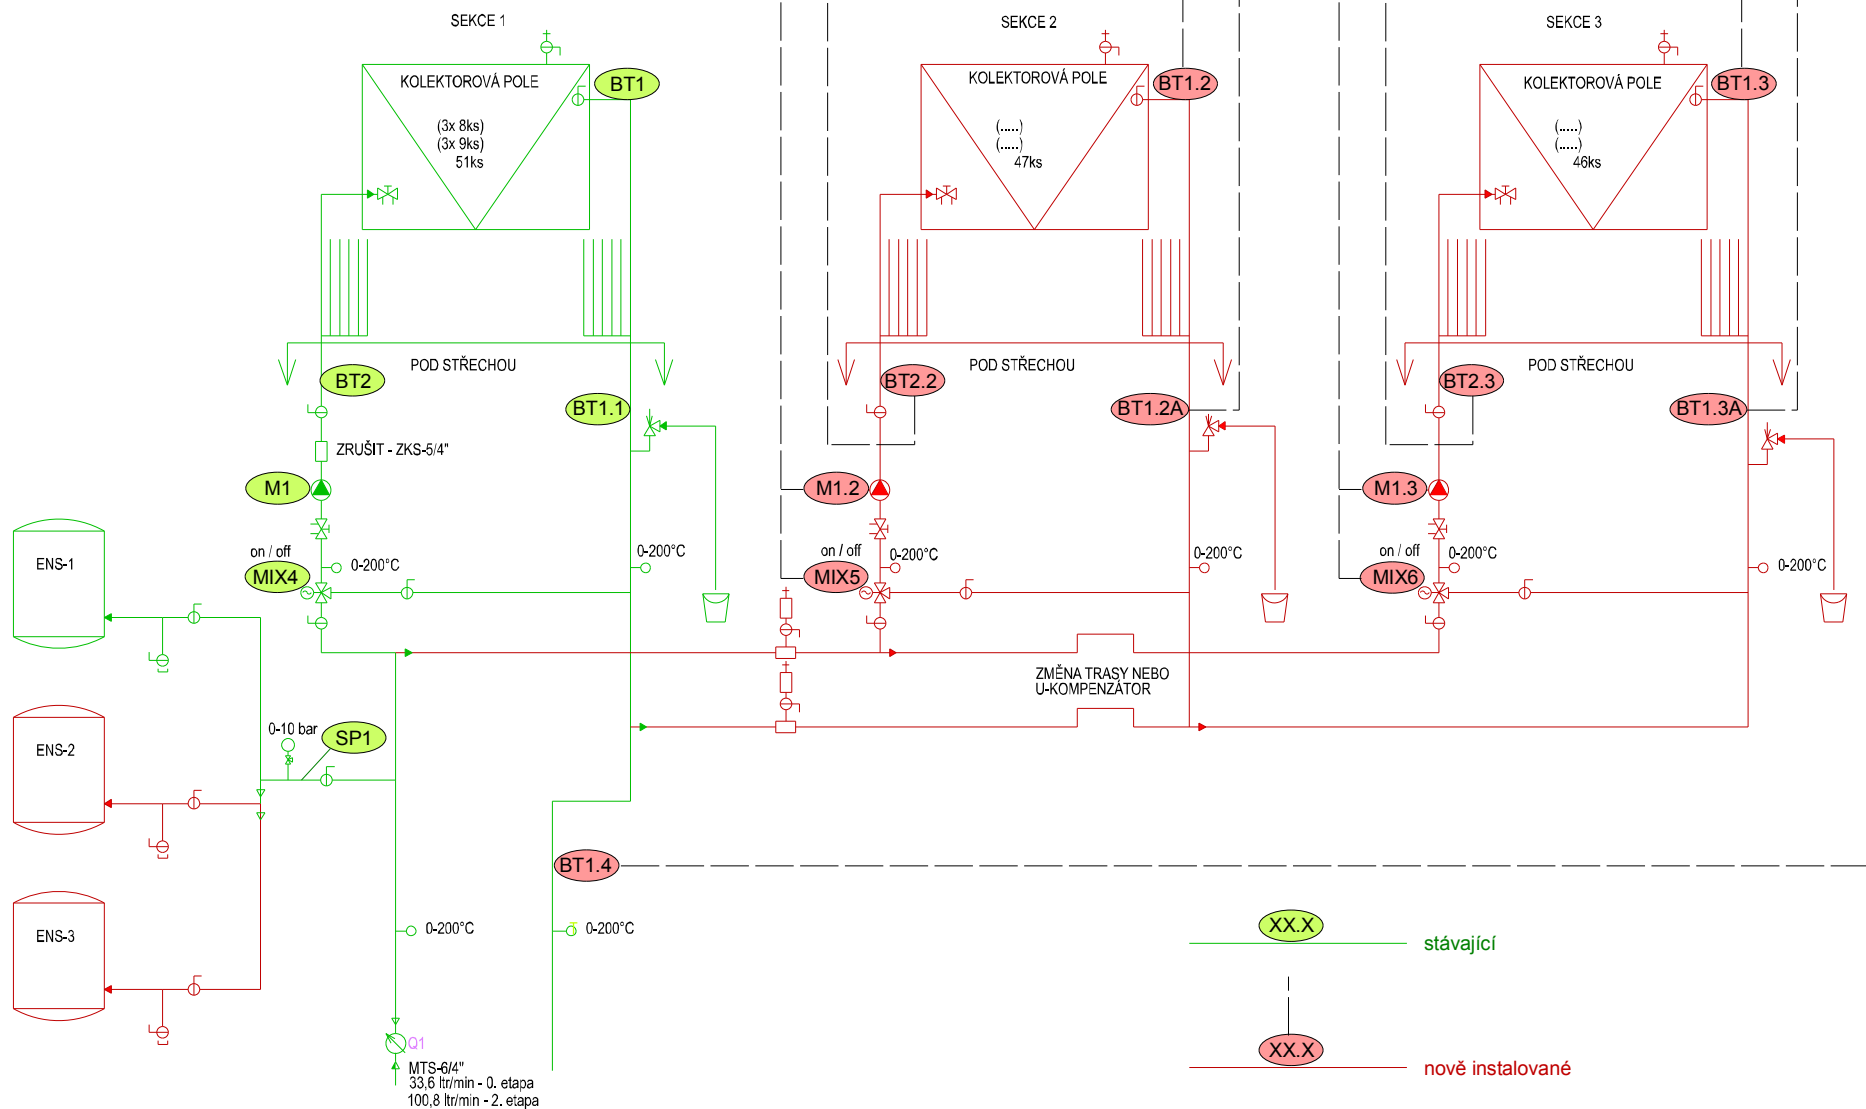 SEKCE 1
SEKCE 2
SEKCE 3
KOLEKTOROVÁ POLE
BT1
KOLEKTOROVÁ POLE
BT1.2
KOLEKTOROVÁ POLE
BT1.3
(3x 8ks)
(3x 9ks)
51ks
(.....)
(.....)
47ks
(.....)
(.....)
46ks
POD STŘECHOU
POD STŘECHOU
POD STŘECHOU
BT2
BT1.1
BT2.2
BT1.2A
BT2.3
BT1.3A
ZRUŠIT - ZKS-5/4"
M1
M1.2
M1.3
on / off
0-200°C
0-200°C
on / off
0-200°C
0-200°C
on / off
0-200°C
0-200°C
MIX4
MIX5
MIX6
ENS-1
ZMĚNA TRASY NEBO
U-KOMPENZÁTOR
0-10 bar
SP1
ENS-2
BT1.4
ENS-3
0-200°C
0-200°C
XX.X
stávající
Q1
MTS-6/4"
33,6 ltr/min - 0. etapa
100,8 ltr/min - 2. etapa
XX.X
nově instalované